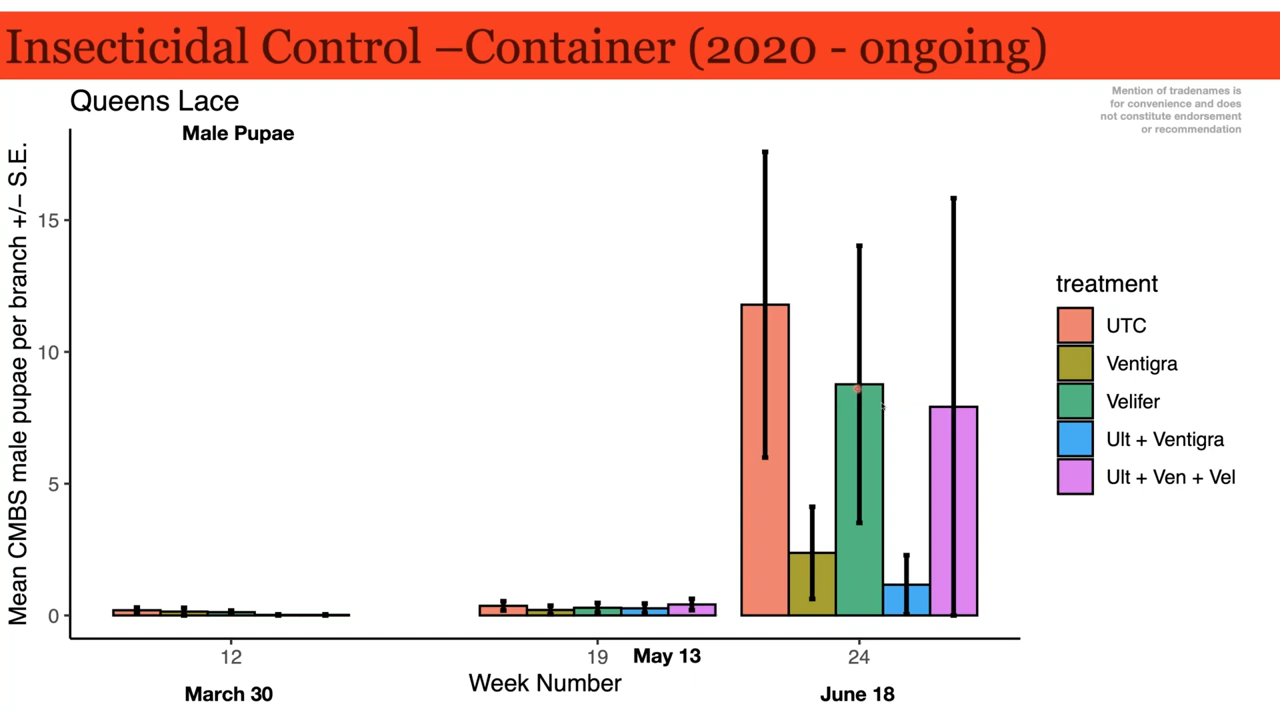 Insecticidal Control –Container (2020 - ongoing)
Mention of tradenames is
for convenience and does
not constitute endorsement
or recommendation
Queens Lace
Male Pupae
Mean CMBS male pupae per branch +/− S.E.
15
10
5
0
12
19
24
May 13
Week Number
March 30
June 18
treatment
UTC
Ventigra
Velifer
Ult + Ventigra
Ult + Ven + Vel